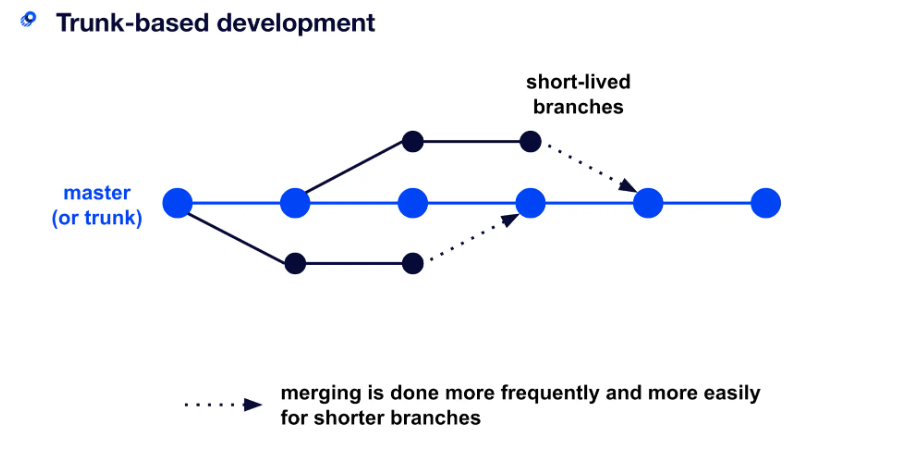 Trunk-based development
short-lived
branches
master
(or trunk)
merging is done more frequently and more easily
for shorter branches